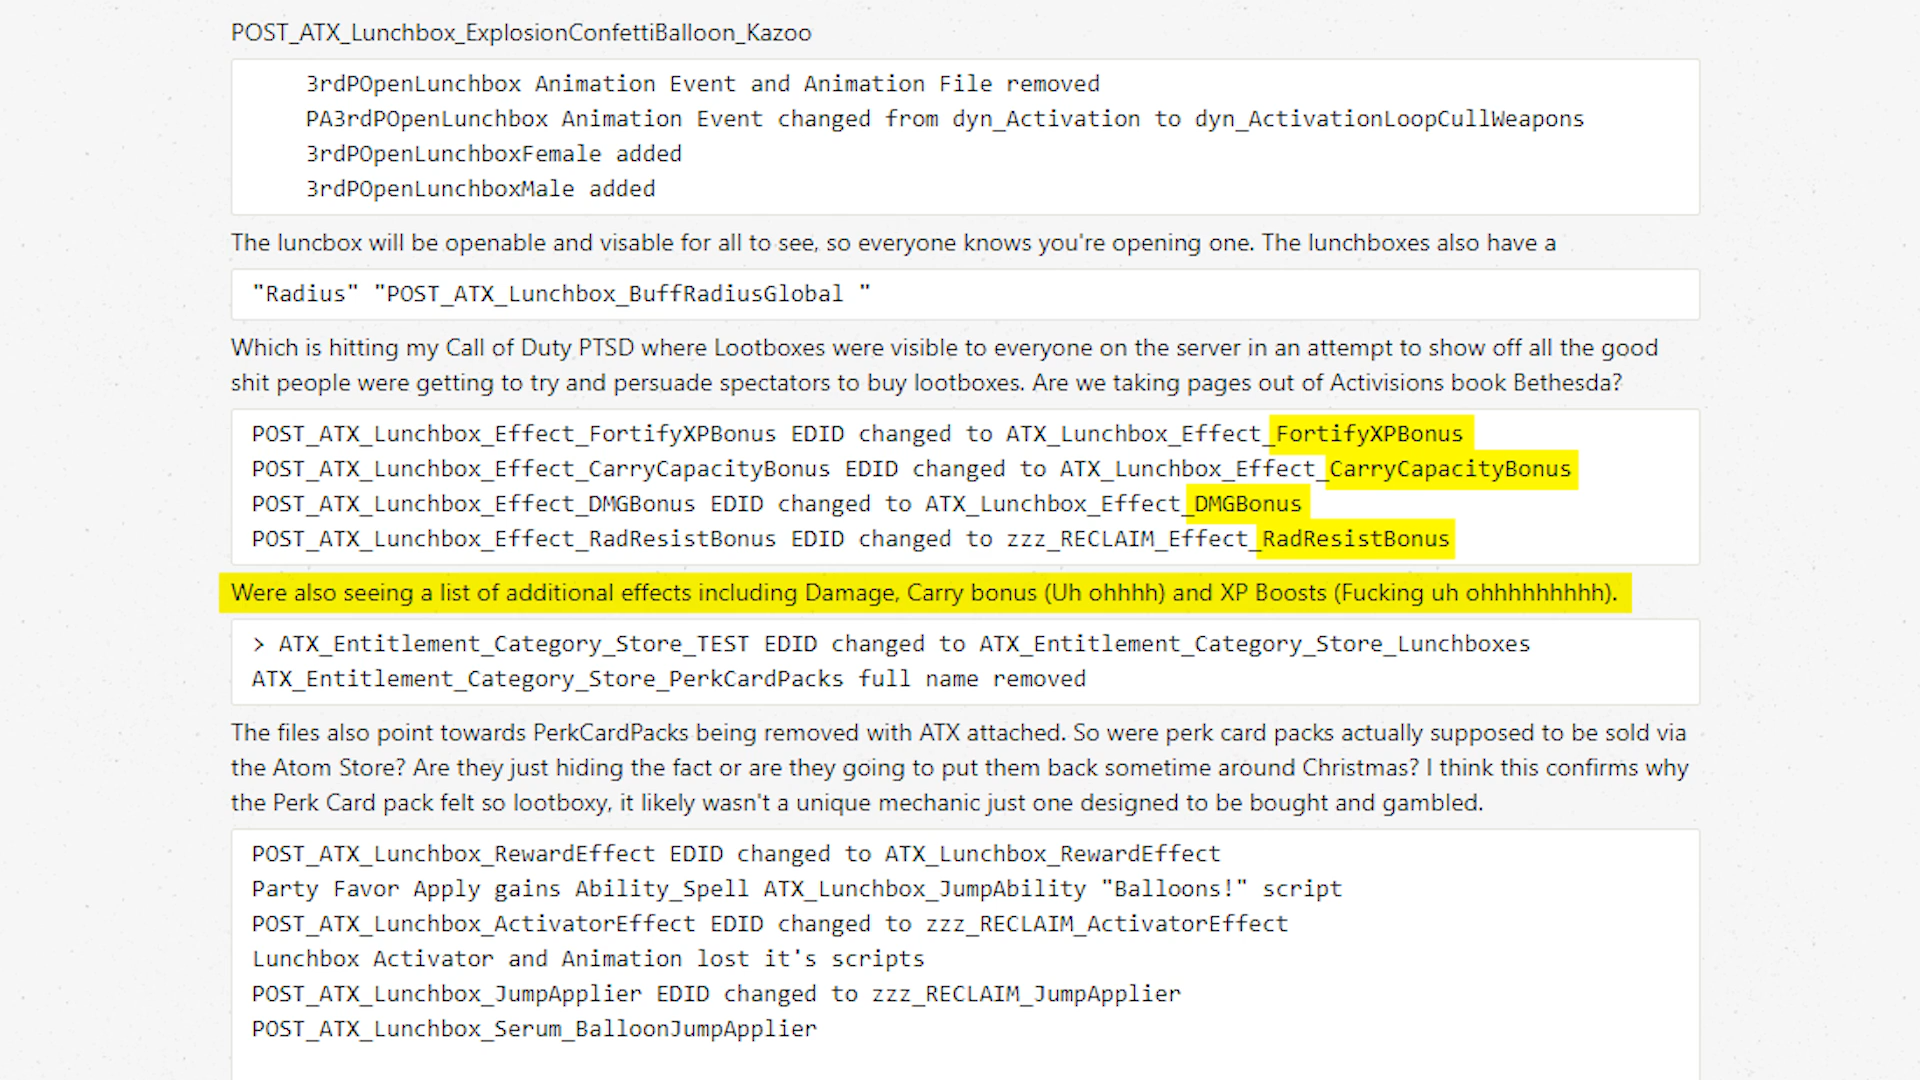 POST_ATX_Lunchbox_ExplosionConfettiBalloon_Kazoo
3rdPOpenLunchbox Animation Event and Animation File removed
PA3rdPOpenLunchbox Animation Event changed from dyn_Activation to dyn_ActivationLoopCullWeapons
3rdPOpenLunchboxFemale added
3rdPOpenLunchboxMale added
The luncbox will be openable and visable for all to see, so everyone knows you're opening one. The lunchboxes also have a
"Radius" "POST_ATX_Lunchbox_BuffRadiusGlobal "
Which is hitting my Call of Duty PTSD where Lootboxes were visible to everyone on the server in an attempt to show off all the good
shit people were getting to try and persuade spectators to buy lootboxes. Are we taking pages out of Activisions book Bethesda?
POST_ATX_Lunchbox_Effect_FortifyXPBonus EDID changed to ATX_Lunchbox_Effect_FortifyXPBonus
POST_ATX_Lunchbox_Effect_CarryCapacityBonus EDID changed to ATX_Lunchbox_Effect_CarryCapacityBonus
POST_ATX_Lunchbox_Effect_DMGBonus EDID changed to ATX_Lunchbox_Effect_DMGBonus
POST_ATX_Lunchbox_Effect_RadResistBonus EDID changed to zzz_RECLAIM_Effect_RadResistBonus
Were also seeing a list of additional effects including Damage, Carry bonus (Uh ohhhh) and XP Boosts (Fucking uh ohhhhhhhhhh).
> ATX_Entitlement_Category_Store_TEST EDID changed to ATX_Entitlement_Category_Store_Lunchboxes
ATX_Entitlement_Category_Store_PerkCardPacks full name removed
The files also point towards PerkCardPacks being removed with ATX attached. So were perk card packs actually supposed to be sold via
the Atom Store? Are they just hiding the fact or are they going to put them back sometime around Christmas? I think this confirms why
the Perk Card pack felt so lootboxy, it likely wasn't a unique mechanic just one designed to be bought and gambled.
POST_ATX_Lunchbox_RewardEffect EDID changed to ATX_Lunchbox_RewardEffect
Party Favor Apply gains Ability_Spell ATX_Lunchbox_JumpAbility "Balloons!" script
POST_ATX_Lunchbox_ActivatorEffect EDID changed to zzz_RECLAIM_ActivatorEffect
Lunchbox Activator and Animation lost it's scripts
POST_ATX_Lunchbox_JumpApplier EDID changed to zzz_RECLAIM_JumpApplier
POST_ATX_Lunchbox_Serum_BalloonJumpApplier